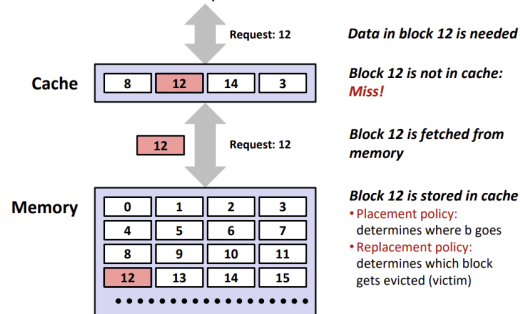 Request: 12
Data in block 12 is needed
Cache
8 12 14 3
Block 12 is not in cache:
Miss!
12
Request: 12
Block 12 is fetched from
memory
Memory
0 1 2 3
4 5 6 7
8 9 10 11
12 13 14 15
Block 12 is stored in cache
• Placement policy:
determines where b goes
• Replacement policy:
determines which block
gets evicted (victim)